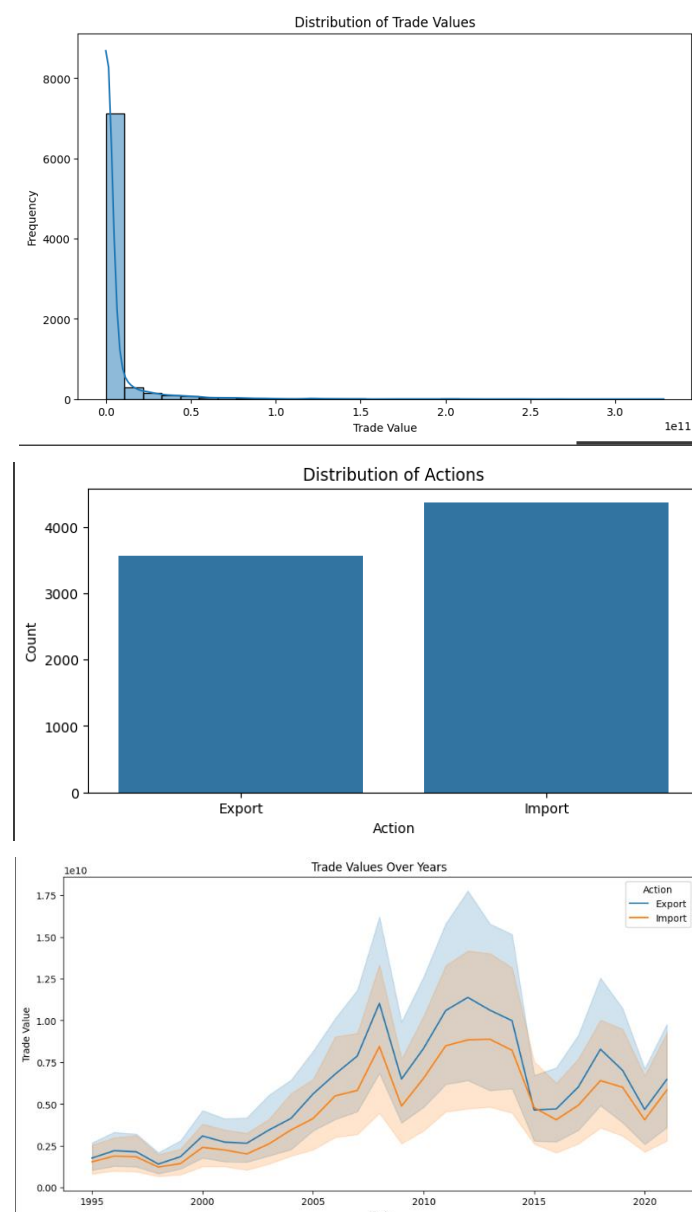 Distribution of Trade Values
Frequency
8000
6000
4000
2000
0
0.0 0.5 1.0 1.5 2.0 2.5 3.0
1e11
Trade Value
Distribution of Actions
Count
4000
3000
2000
1000
0
Export Import
Action
Trade Values Over Years
1e10
Trade Value
1.75
1.50
1.25
1.00
0.75
0.50
0.25
0.00
Action
Export
Import
1995 2000 2005 2010 2015 2020